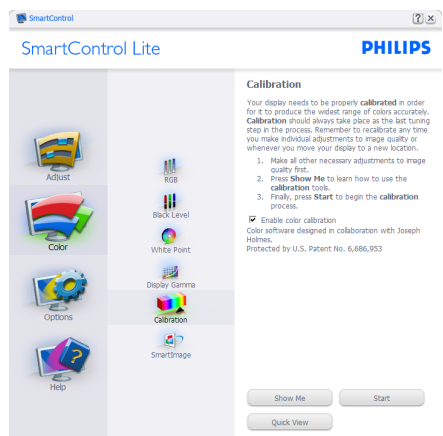 SmartControl
SmartControl Lite
PHILIPS
Adjust
Color
Options
Help
RGB
Black Level
White Point
Display Gamma
Calibration
SmartImage
Calibration
Your display needs to be properly calibrated in order
for it to produce the widest range of colors accurately.
Calibration should always take place as the last tuning
step in the process. Remember to recalibrate any time
you make individual adjustments to image quality or
whenever you move your display to a new location.
1. Make all other necessary adjustments to image
quality first.
2. Press Show Me to learn how to use the
calibration tools.
3. Finally, press Start to begin the calibration
process.
Enable color calibration
Color software designed in collaboration with Joseph
Holmes.
Protected by U.S. Patent No. 6,686,953
Show Me
Start
Quick View